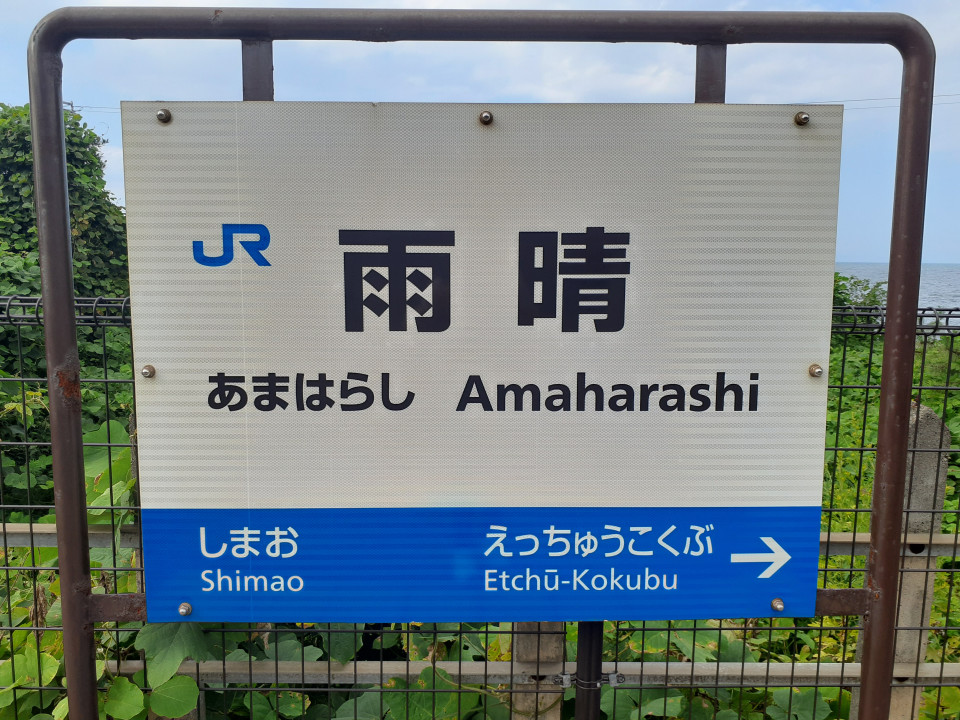 JR 雨晴
あまはらし Amaharashi
しまお えっちゅうこくぶ →
Shimao Etchū-Kokubu